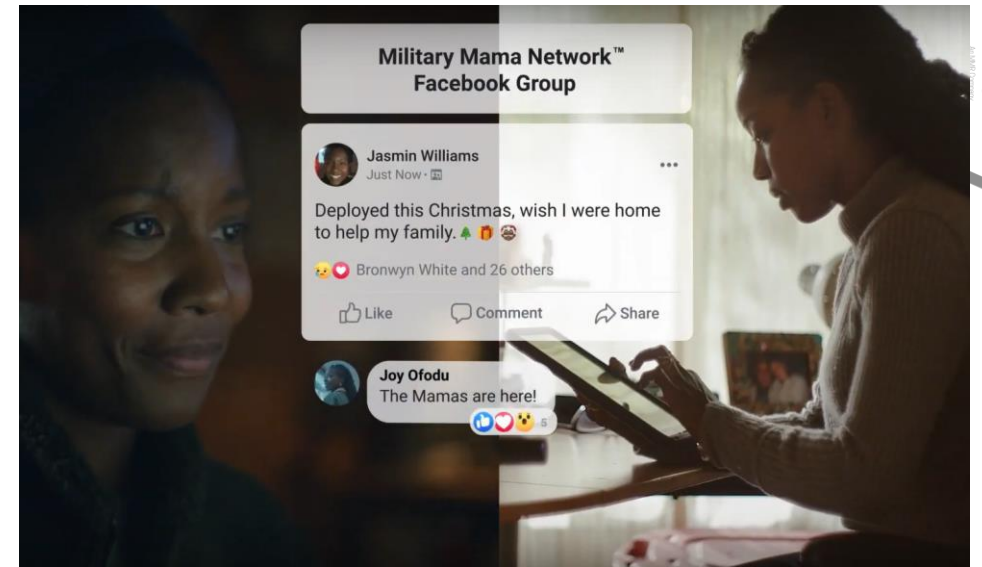 Military Mama Network™
Facebook Group
Jasmin Williams
Just Now ·
Deployed this Christmas, wish I were home
to help my family.🌲🎁🤶🏿
Bronwyn White and 26 others
Like Comment Share
Joy Ofodu
The Mamas are here!
5